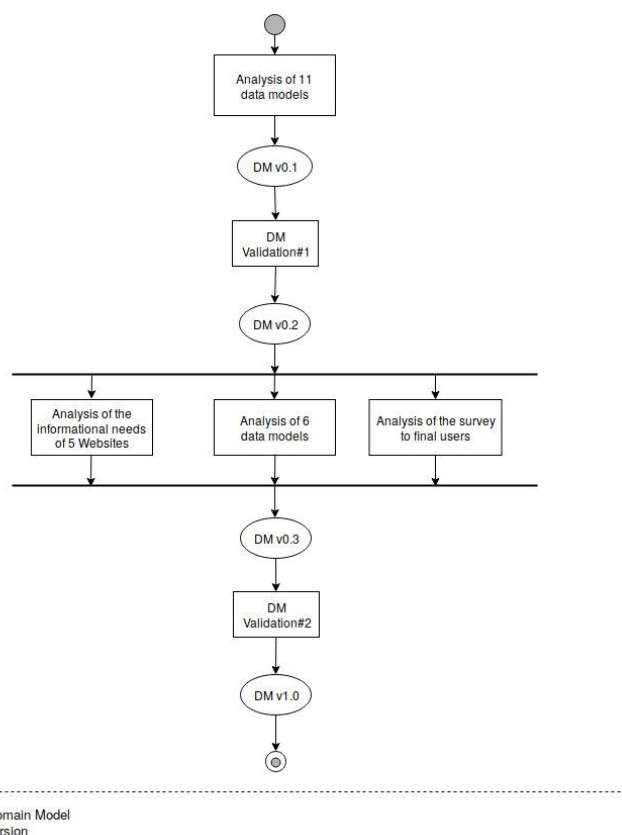 Analysis of 11
data models
DM v0.1
DM
Validation#1
DM v0.2
Analysis of the
informational needs
of 5 Websites
Analysis of 6
data models
Analysis of the survey
to final users
DM v0.3
DM
Validation#2
DM v1.0
Model